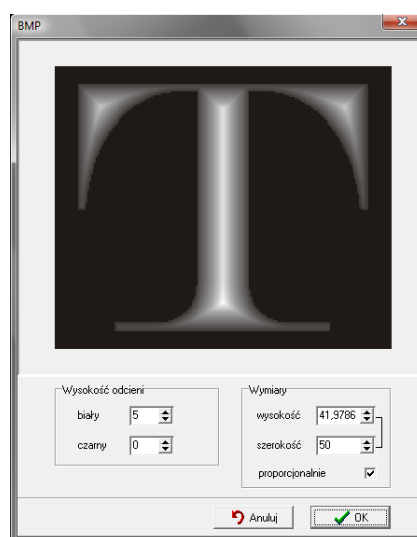 BMP
T
Wysokość odcieni
biały 5
czarny 0
Wymiary
wysokość 41,9786
szerokość 50
proporcjonalnie
Anuluj
OK